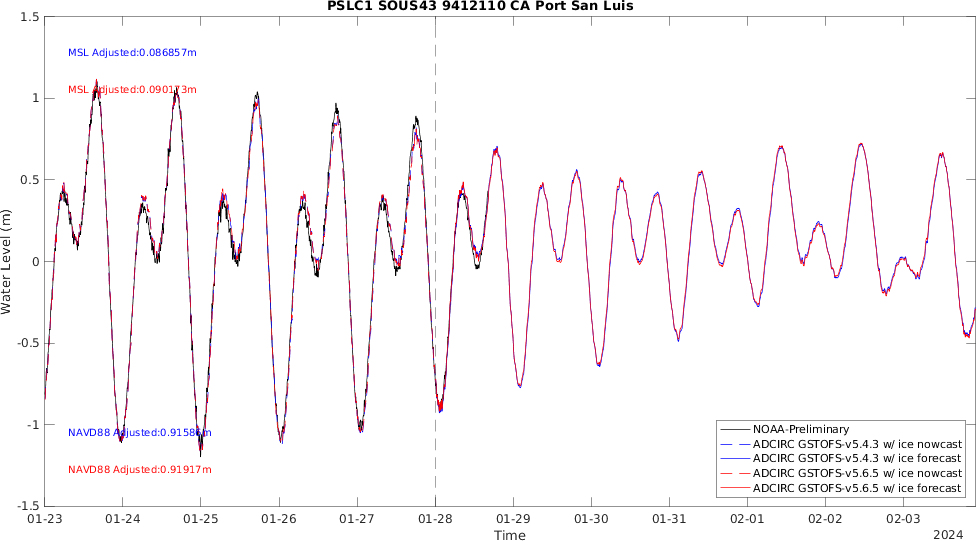 PSLC1 SOUS43 9412110 CA Port San Luis
1.5
MSL Adjusted:0.086857m
1
MSL Adjusted:0.090173m
0.5
Water Level (m)
0
-0.5
-1
NAVD88
NAVD88 Adjusted:0.91917m
-1.5
NOAA-Preliminary
ADCIRC GSTOFS-v5.4.3 w/ ice nowcast
ADCIRC GSTOFS-v5.4.3 w/ ice forecast
ADCIRC GSTOFS-v5.6.5 w/ ice nowcast
ADCIRC GSTOFS-v5.6.5 w/ ice forecast
01-23 01-24 01-25 01-26 01-27 01-28 01-29 01-30 01-31 02-01 02-02 02-03
Time
2024